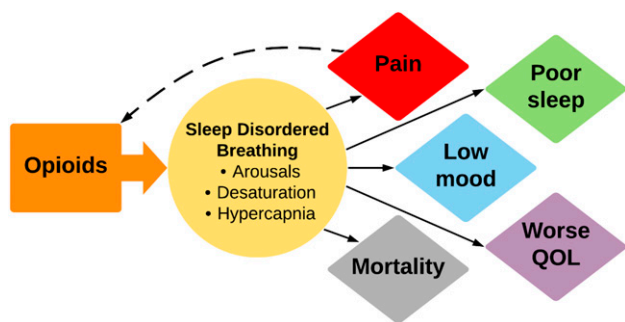 Opioids
Sleep Disordered
Breathing
• Arousals
• Desaturation
• Hypercapnia
Pain
Poor
sleep
Low
mood
Worse
QOL
Mortality